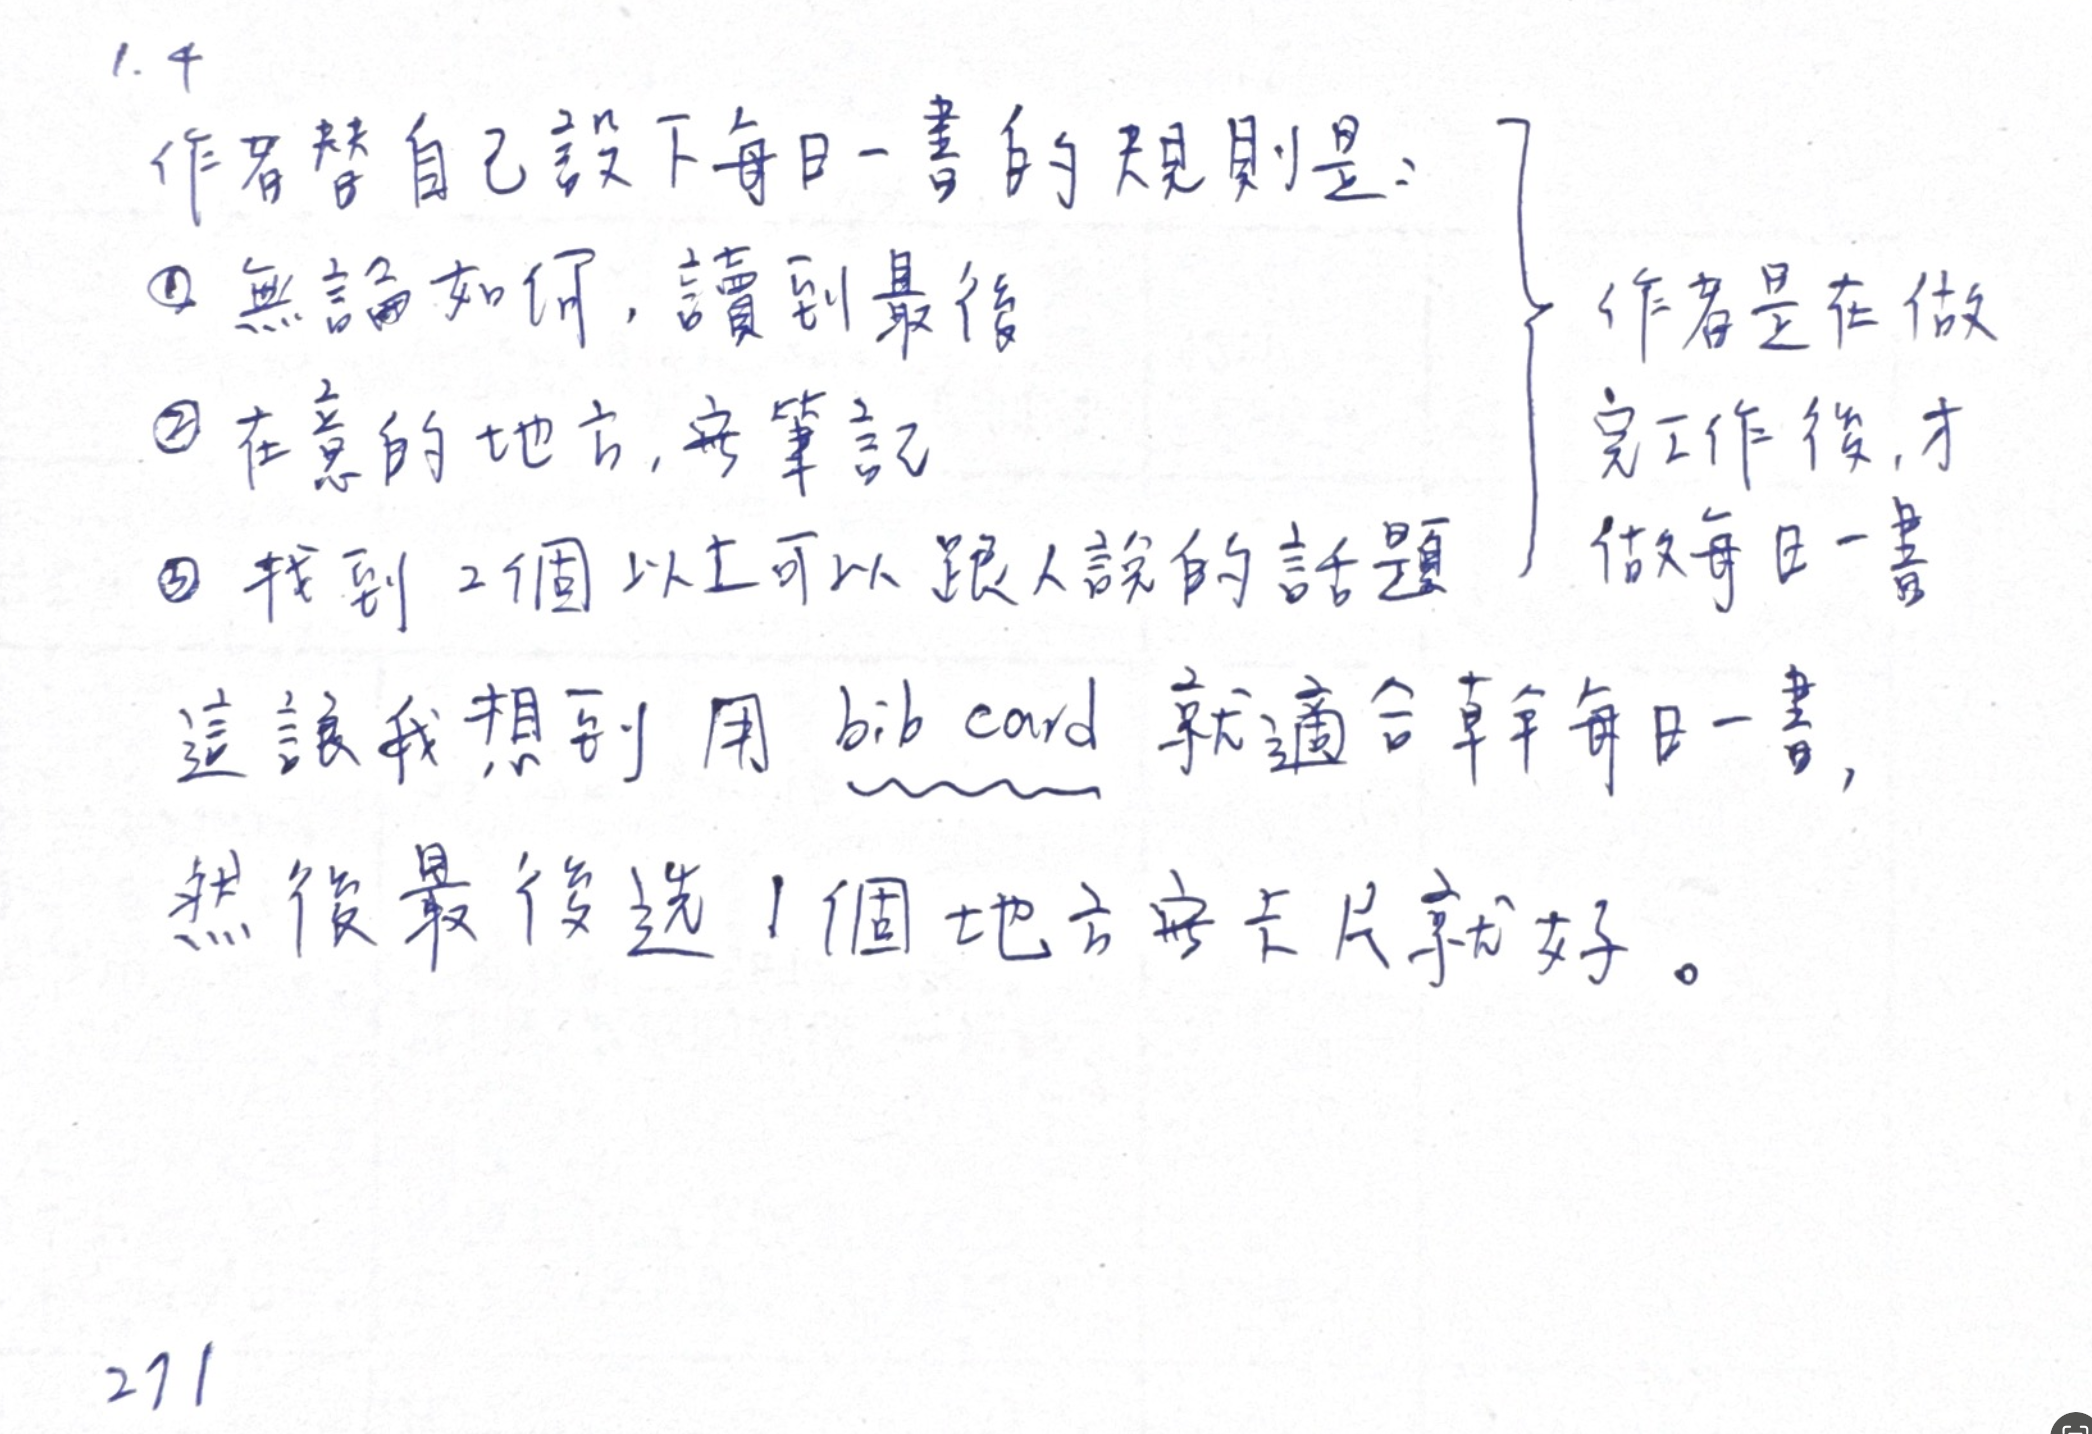 1.4
作者替自己設下每日一書的規則是:
① 無論如何,讀到最後
② 在意的地方,寫筆記
③ 找到2個以上可以跟人說的話題
作者是在做
完工作後,才
做每日一書
這讓我想到用 bib card 就適合幹每日一書,
然後最後选1個地方寫卡片就好。
271